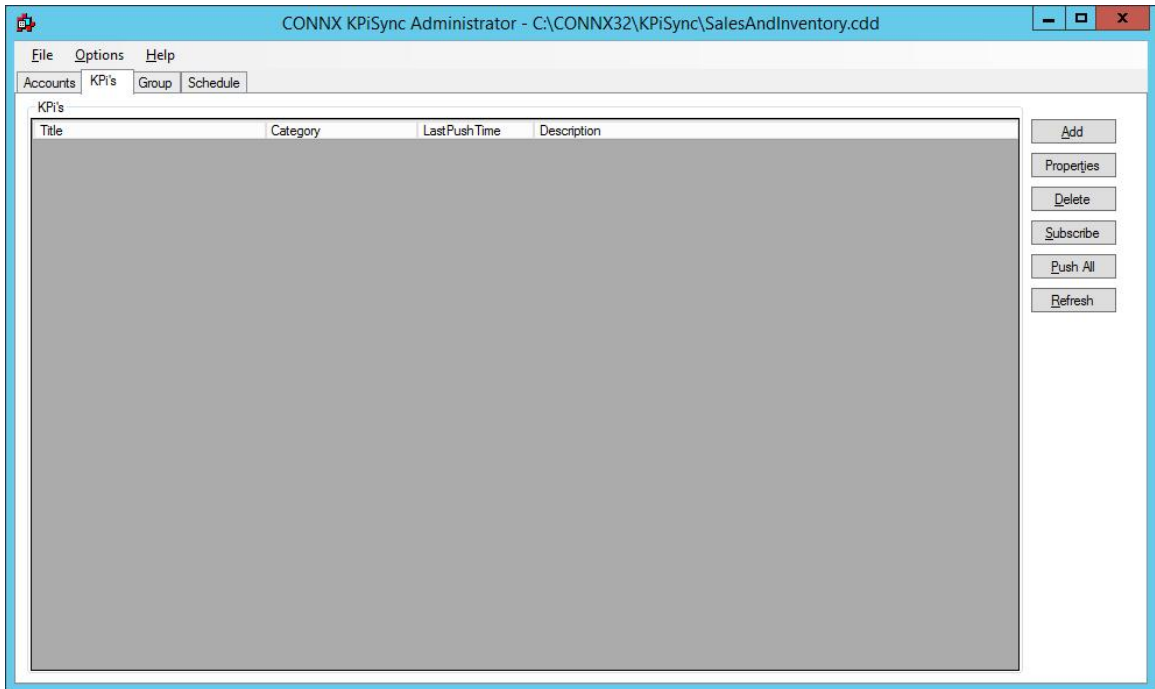 CONNX KPiSync Administrator - C:\CONNX32\KPiSync\SalesAndInventory.cdd
File Options Help
Accounts KPi's Group Schedule
KPi's
Title Category LastPushTime Description
Add
Properties
Delete
Subscribe
Push All
Refresh